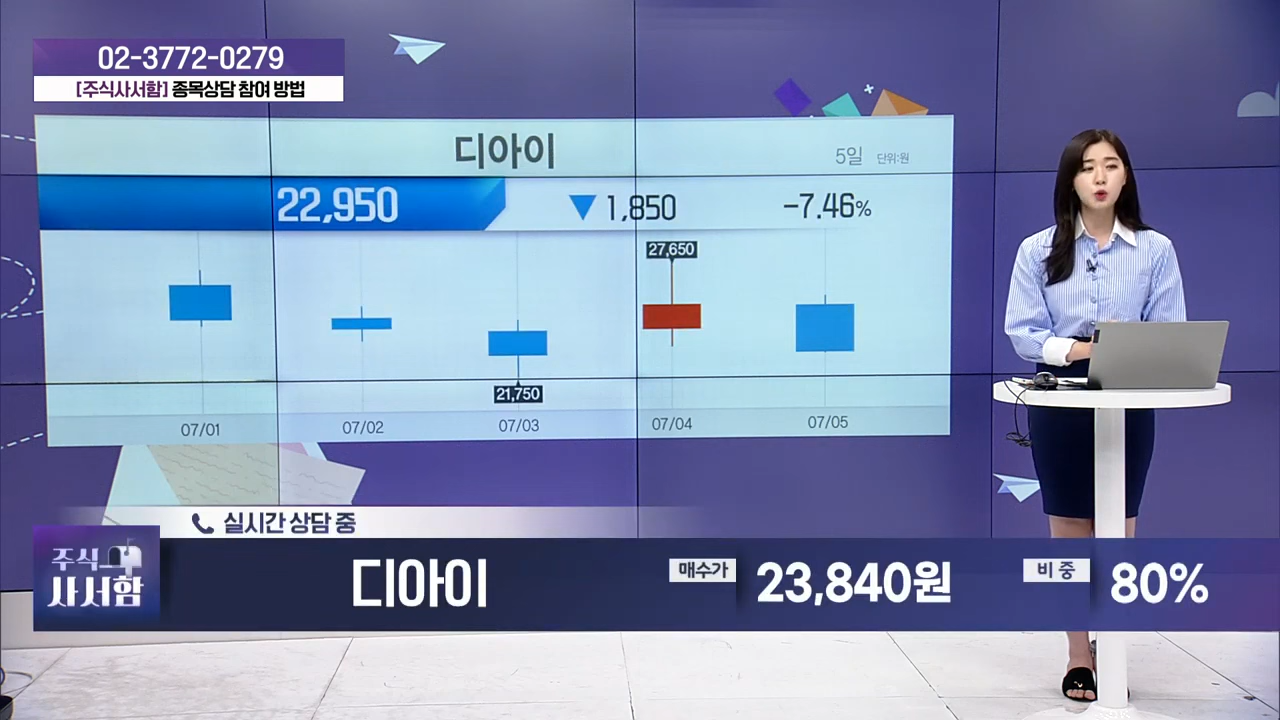 02-3772-0279
[주식사서함] 종목상담 참여 방법
디아이
5일 단위:원
22,950 ▼ 1,850 -7.46%
27,650
21,750
07/01 07/02 07/03 07/04 07/05
실시간 상담 중
주식
사서함
디아이 매수가 23,840원 비중 80%